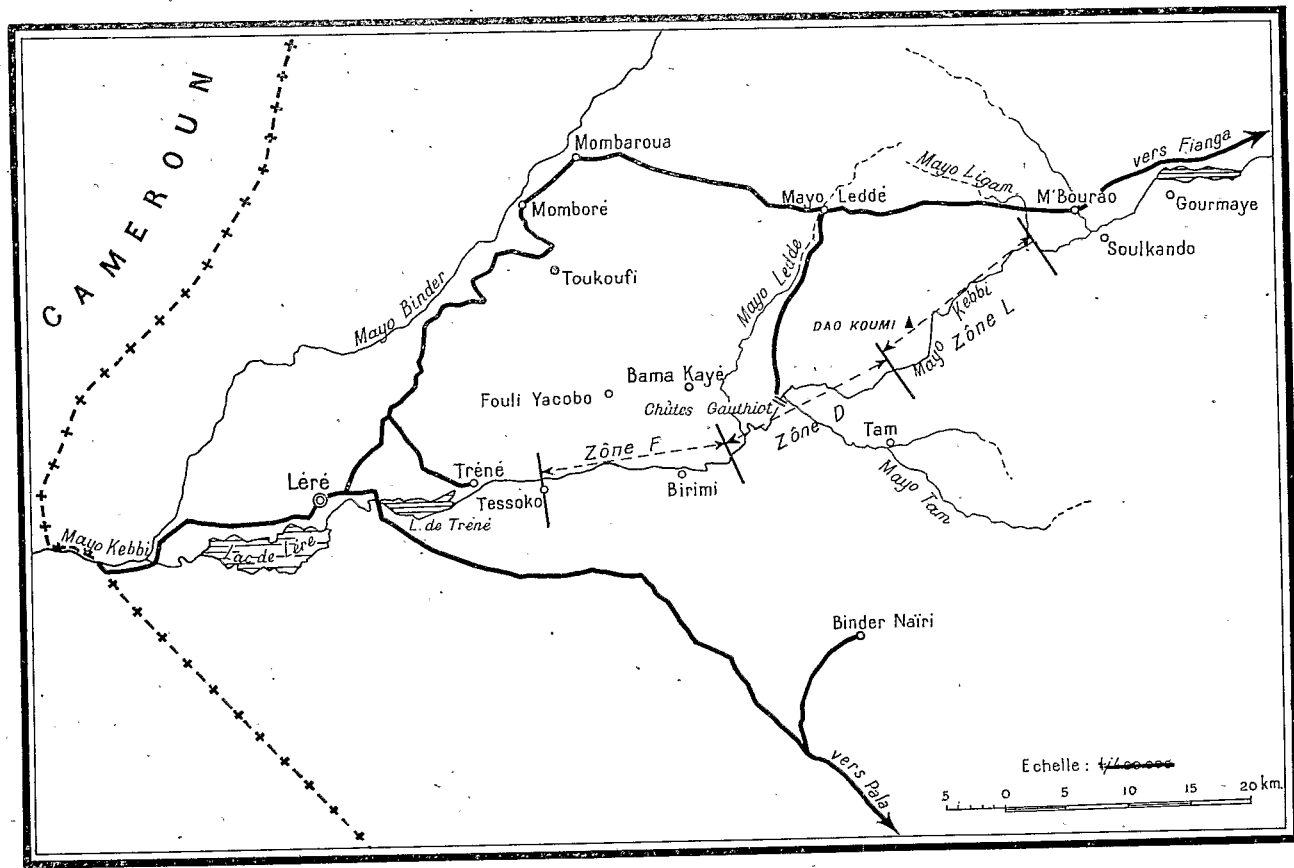 CAMEROUN
Mombaroua
vers Fianga
Mayo Ligam
Mayo Leddé
M'Bourao
Gourmaye
Momboré
Soulkando
Toukoufi
Mayo Binder
Mayo Ledde
DAO KOUMI
Mayo Kebbi
Zône L
Bama Kayé
Fouli Yacobo
Chûtes Gauthiot
Zône D
Zône F
Tam
Mayo Tam
Léré
Tréné
Tessoko
Birimi
L. de Tréné
Mayo Kebbi
Lac de Léré
Binder Naïri
vers Pala
Echelle :
5 0 5 10 15 20 km.